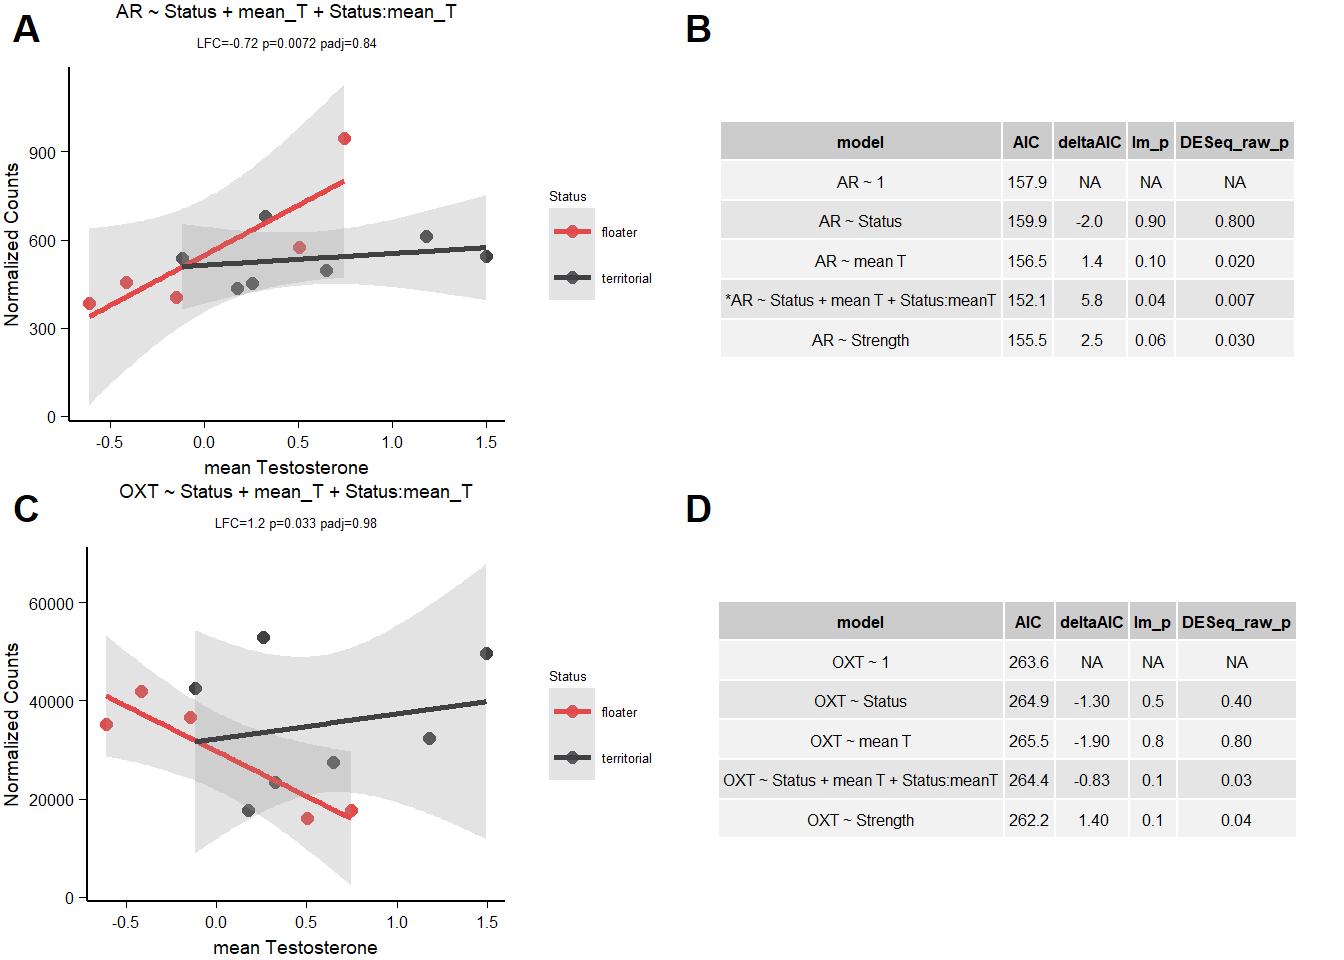 A
AR ~ Status + mean_T + Status:mean_T
LFC=-0.72 p=0.0072 padj=0.84
Normalized Counts
900
600
300
0
-0.5 0.0 0.5 1.0 1.5
mean Testosterone
Status
floater
territorial
B
model AIC deltaAIC lm_p DESeq_raw_p
AR ~ 1 157.9 NA NA NA
AR ~ Status 159.9 -2.0 0.90 0.800
AR ~ mean T 156.5 1.4 0.10 0.020
*AR ~ Status + mean T + Status:meanT 152.1 5.8 0.04 0.007
AR ~ Strength 155.5 2.5 0.06 0.030
C
OXT ~ Status + mean_T + Status:mean_T
LFC=1.2 p=0.033 padj=0.98
Normalized Counts
60000
40000
20000
0
-0.5 0.0 0.5 1.0 1.5
mean Testosterone
Status
floater
territorial
D
model AIC deltaAIC lm_p DESeq_raw_p
OXT ~ 1 263.6 NA NA NA
OXT ~ Status 264.9 -1.30 0.5 0.40
OXT ~ mean T 265.5 -1.90 0.8 0.80
OXT ~ Status + mean T + Status:meanT 264.4 -0.83 0.1 0.03
OXT ~ Strength 262.2 1.40 0.1 0.04